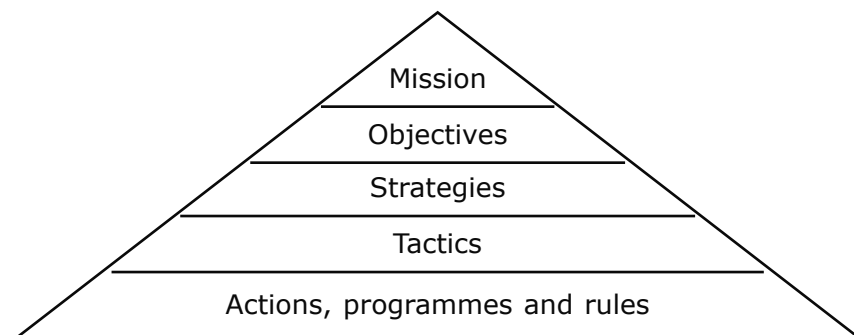 Mission
Objectives
Strategies
Tactics
Actions, programmes and rules